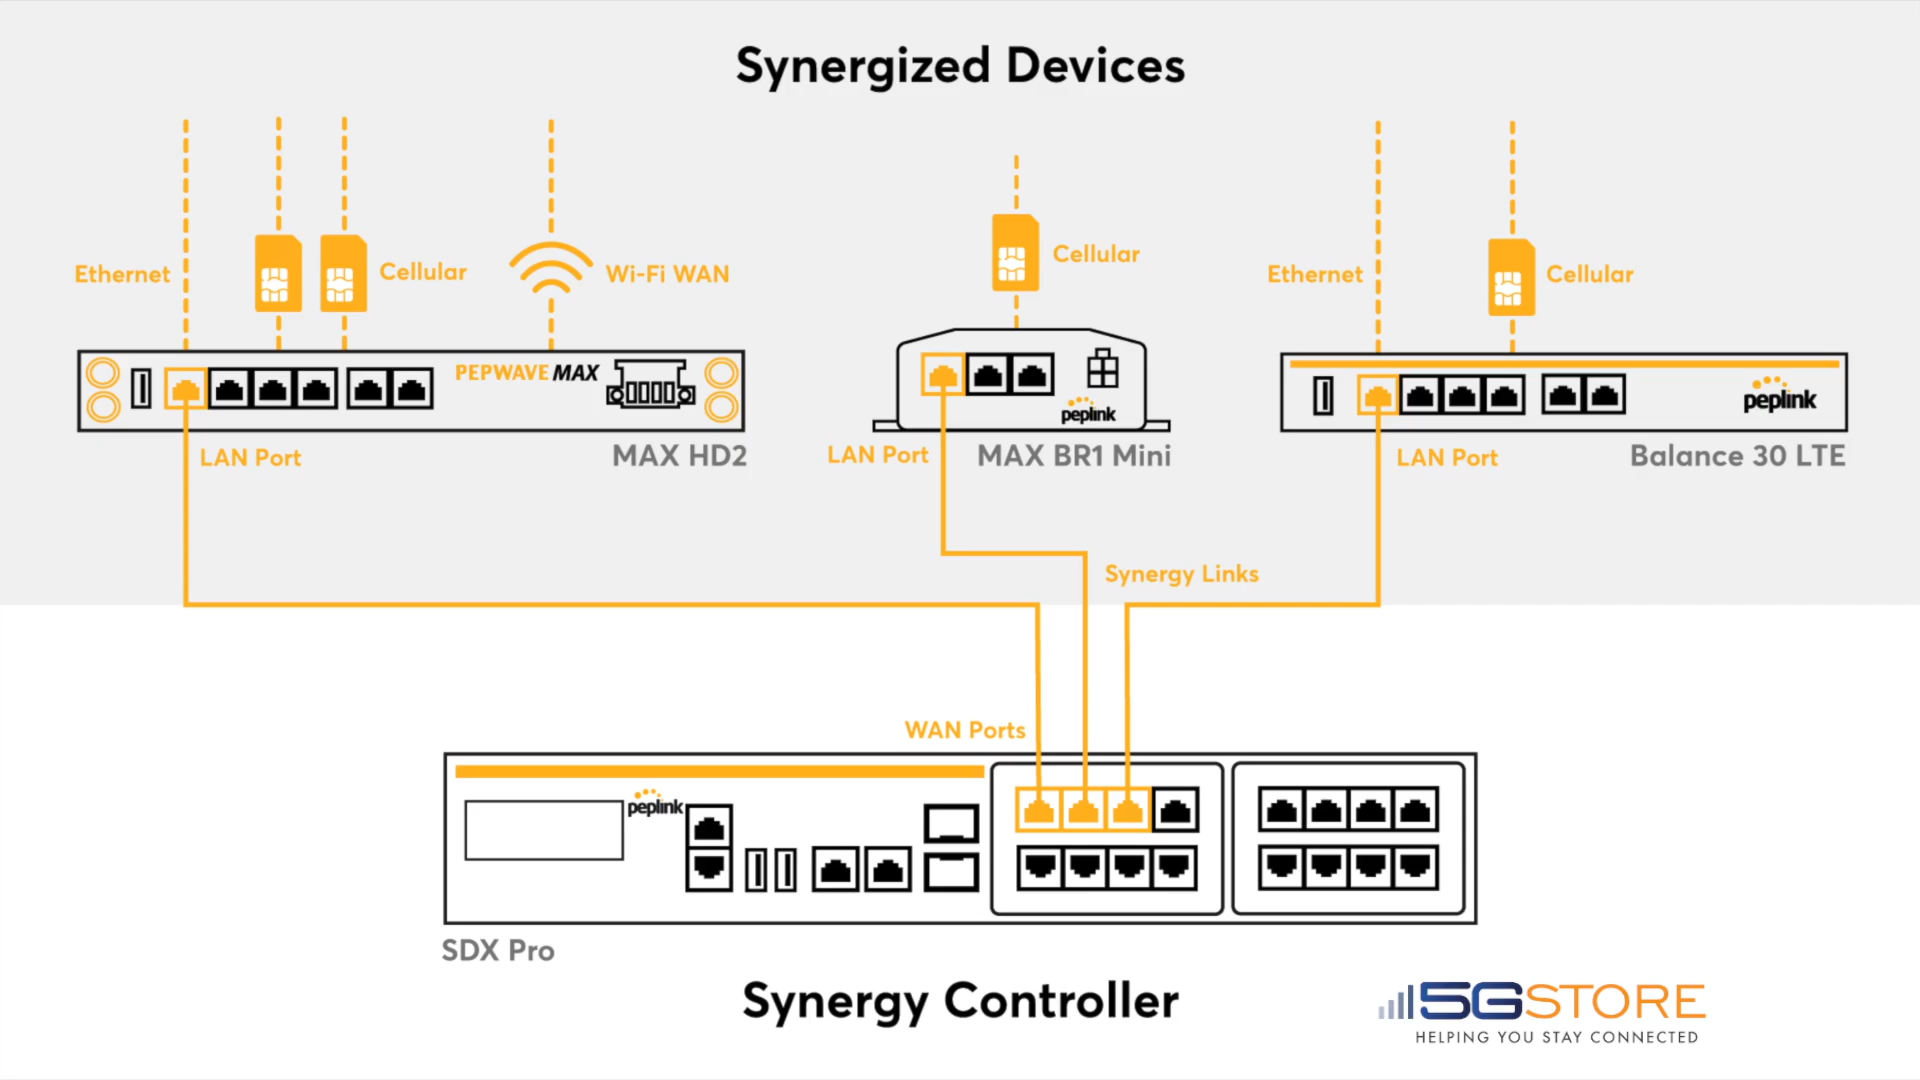 Synergized Devices
Ethernet
Cellular
Wi-Fi WAN
Cellular
Ethernet
Cellular
PEPWAVE MAX
peplink
peplink
LAN Port
MAX HD2
LAN Port
MAX BR1 Mini
LAN Port
Balance 30 LTE
Synergy Links
WAN Ports
peplink
SDX Pro
Synergy Controller
5GSTORE
HELPING YOU STAY CONNECTED